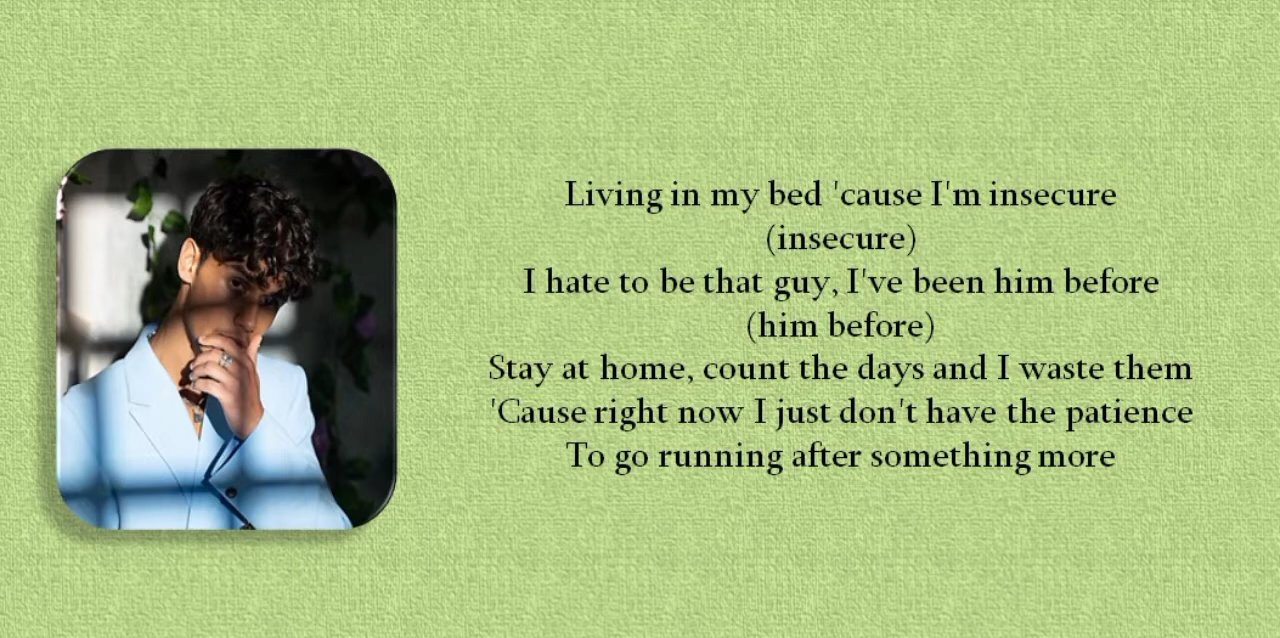 Living in my bed 'cause I'm insecure
(insecure)
I hate to be that guy, I've been him before
(him before)
Stay at home, count the days and I waste them
'Cause right now I just don't have the patience
To go running after something more